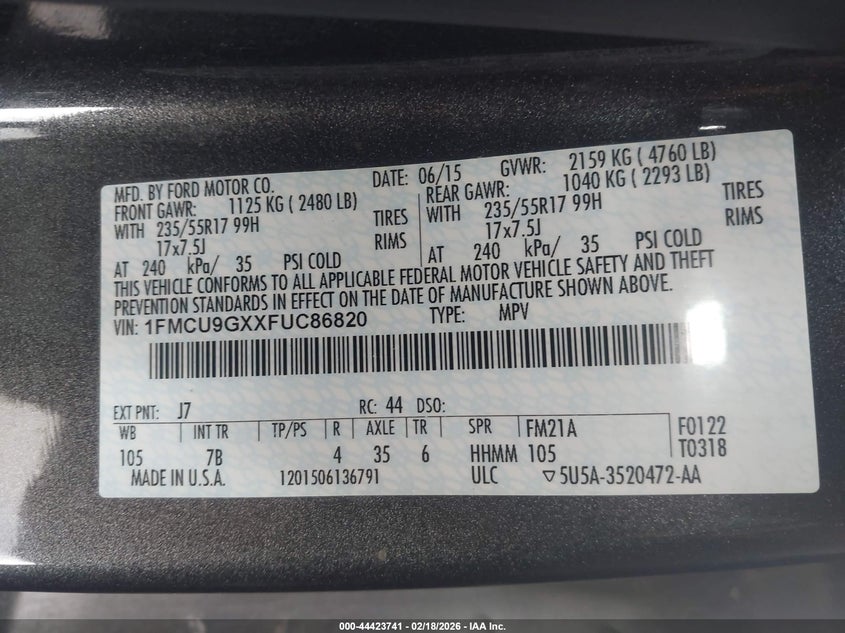 MFD. BY FORD MOTOR CO. DATE: 06/15 GVWR: 2159 KG ( 4760 LB)
FRONT GAWR: 1125 KG ( 2480 LB) REAR GAWR: 1040 KG ( 2293 LB)
WITH 235/55R17 99H TIRES WITH 235/55R17 99H TIRES
17x7.5J RIMS 17x7.5J RIMS
AT 240 kPa/ 35 PSI COLD AT 240 kPa/ 35 PSI COLD
THIS VEHICLE CONFORMS TO ALL APPLICABLE FEDERAL MOTOR VEHICLE SAFETY AND THEFT
PREVENTION STANDARDS IN EFFECT ON THE DATE OF MANUFACTURE SHOWN ABOVE.
VIN: 1FMCU9GXXFUC86820 TYPE: MPV
EXT PNT: J7 RC: 44 DSO:
WB INT TR TP/PS R AXLE TR SPR FM21A F0122
105 7B 4 35 6 HHMM 105 T0318
MADE IN U.S.A. 1201506136791 ULC ▽5U5A-3520472-AA
000-44423741 - 02/18/2026 - IAA Inc.